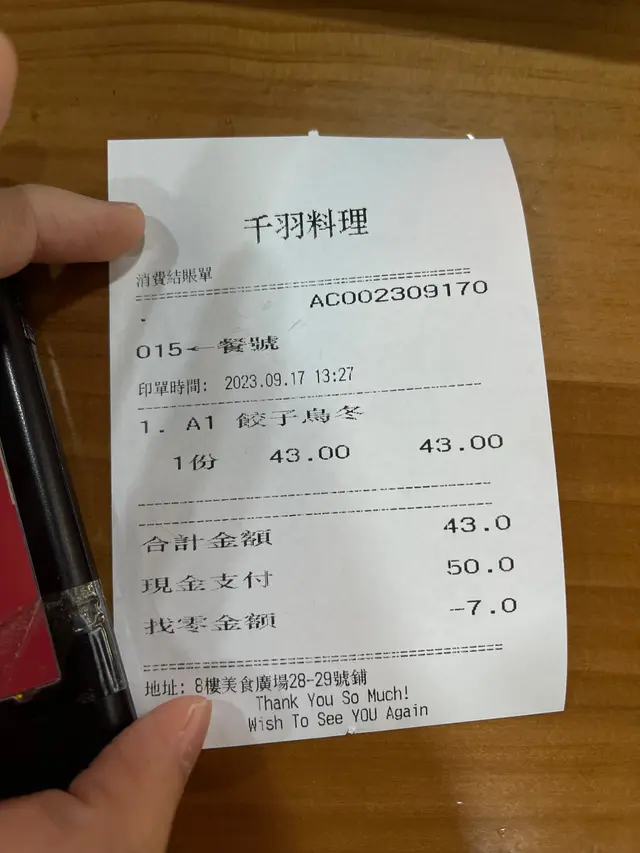 千羽料理
消費結賬單
AC002309170
015←餐號
印單時間: 2023.09.17 13:27
1. A1 餃子烏冬
1份 43.00 43.00
合計金額 43.0
現金支付 50.0
找零金額 -7.0
地址: 8樓美食廣場28-29號鋪
Thank You So Much!
Wish To See YOU Again